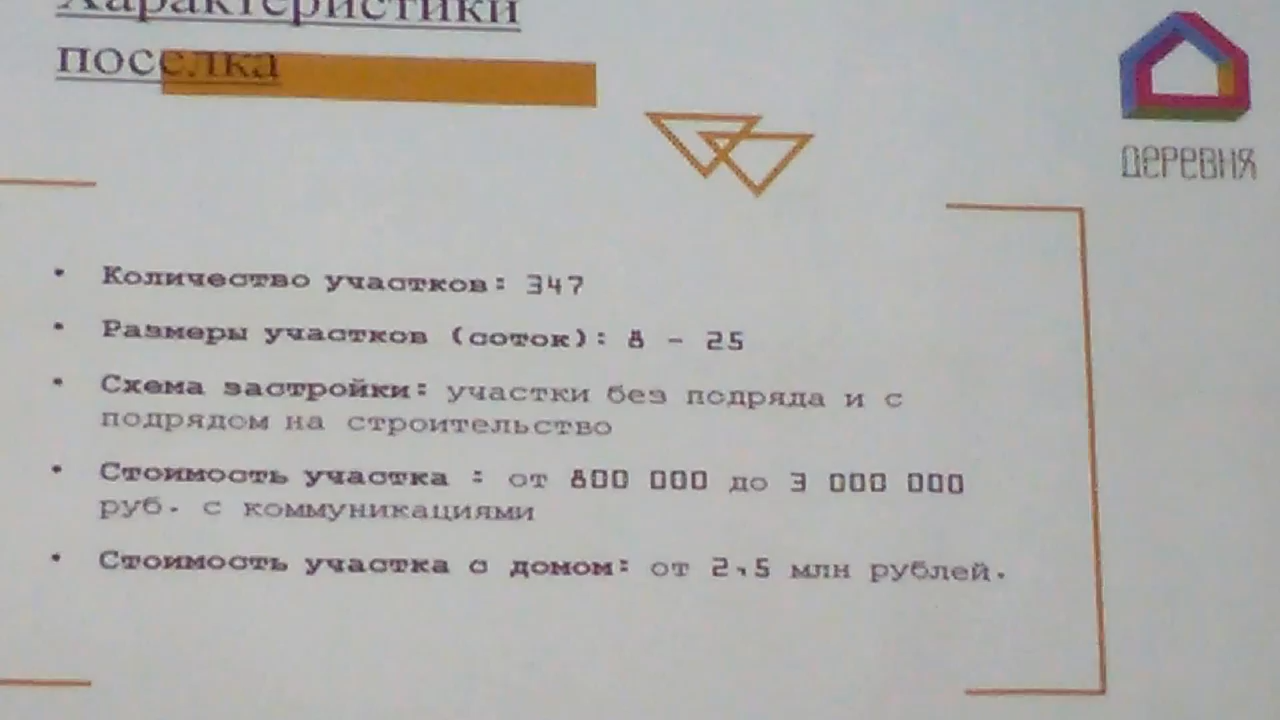 Характеристики
поселка
ДЕРЕВНЯ
• Количество участков: 347
• Размеры участков (соток): 8 - 25
• Схема застройки: участки без подряда и с
подрядом на строительство
• Стоимость участка : от 800 000 до 3 000 000
руб. с коммуникациями
• Стоимость участка с домом: от 2,5 млн рублей.